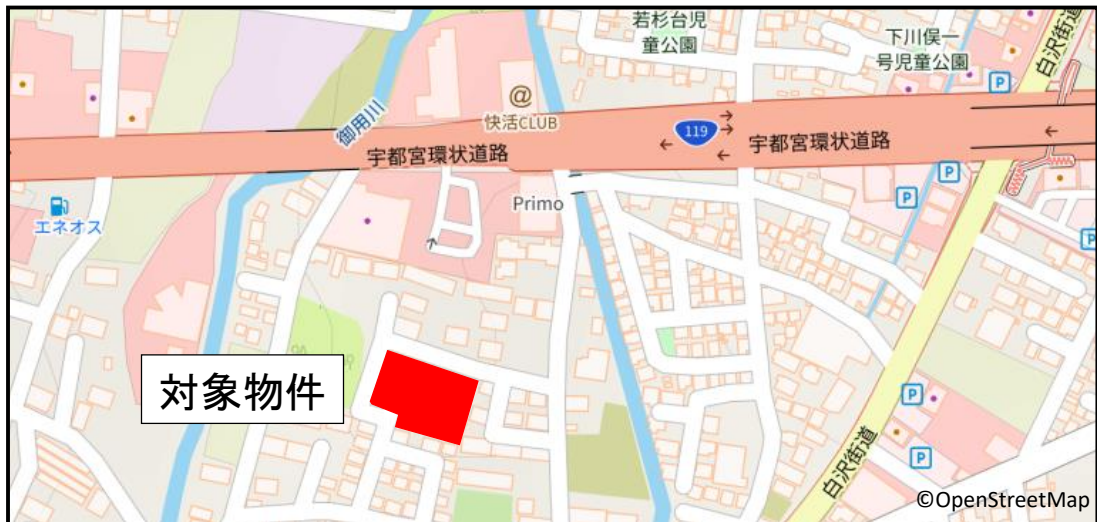 若杉台児
童公園
下川俣一
号児童公園
白沢街道
P
御用川
@
快活CLUB
119
宇都宮環状道路
宇都宮環状道路
エネオス
Primo
P
P
P
対象物件
P
P
白沢街道
©OpenStreetMap